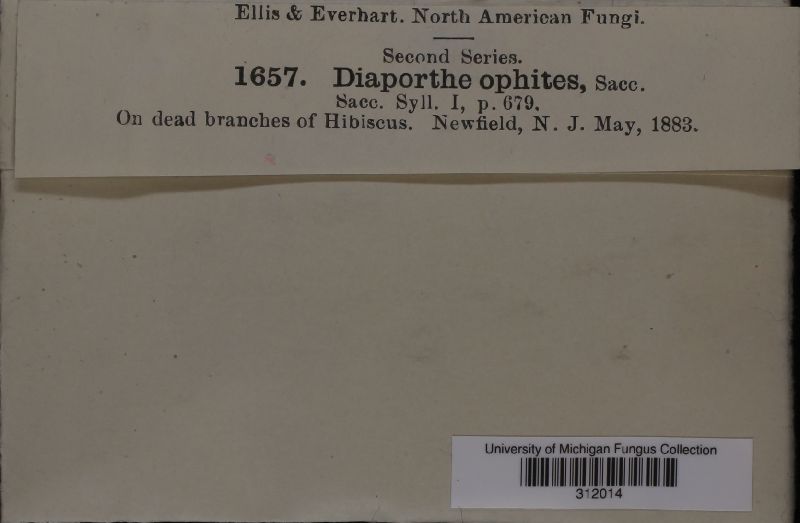 Ellis & Everhart. North American Fungi.
Second Series.
1657. Diaporthe ophites, Sacc.
Sacc. Syll. I, p. 679.
On dead branches of Hibiscus. Newfield, N. J. May, 1883.
University of Michigan Fungus Collection
312014